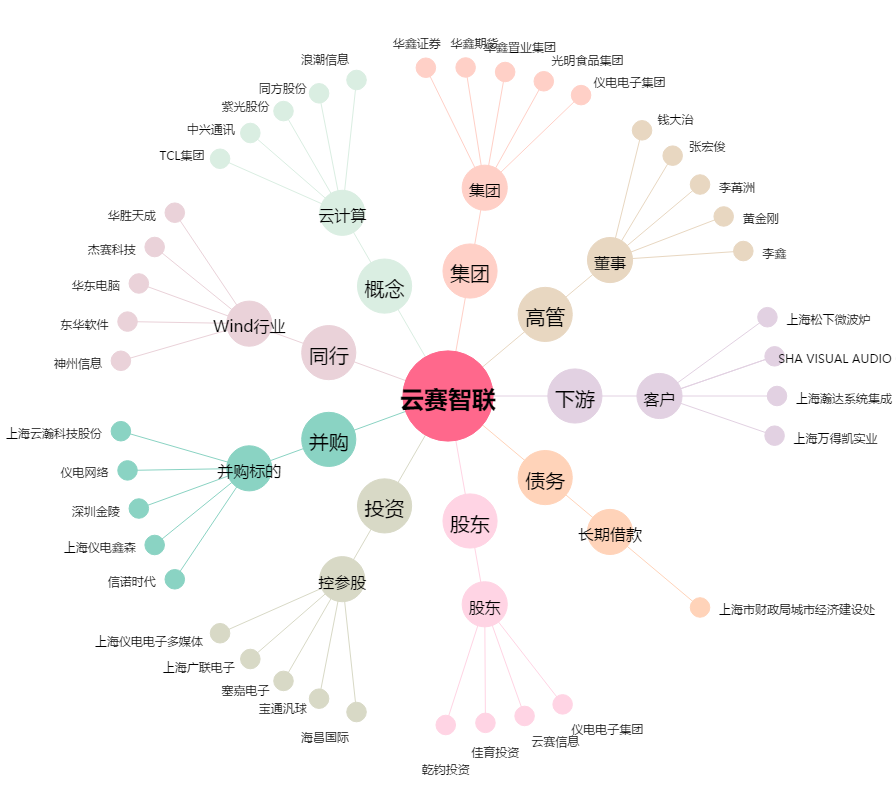 华鑫证券
华鑫期货
华鑫置业集团
光明食品集团
仪电电子集团
集团
集团
浪潮信息
同方股份
紫光股份
中兴通讯
TCL集团
云计算
概念
钱大治
张宏俊
李苒洲
黄金刚
李鑫
董事
高管
华胜天成
杰赛科技
华东电脑
东华软件
神州信息
Wind行业
同行
云赛智联
下游
客户
上海松下微波炉
SHA VISUAL AUDIO
上海瀚达系统集成
上海万得凯实业
上海云瀚科技股份
仪电网络
深圳金陵
上海仪电鑫森
信诺时代
并购标的
并购
债务
长期借款
上海市财政局城市经济建设处
投资
控参股
上海仪电电子多媒体
上海广联电子
塞嘉电子
宝通汎球
海昌国际
股东
股东
乾钧投资
佳育投资
云赛信息
仪电电子集团